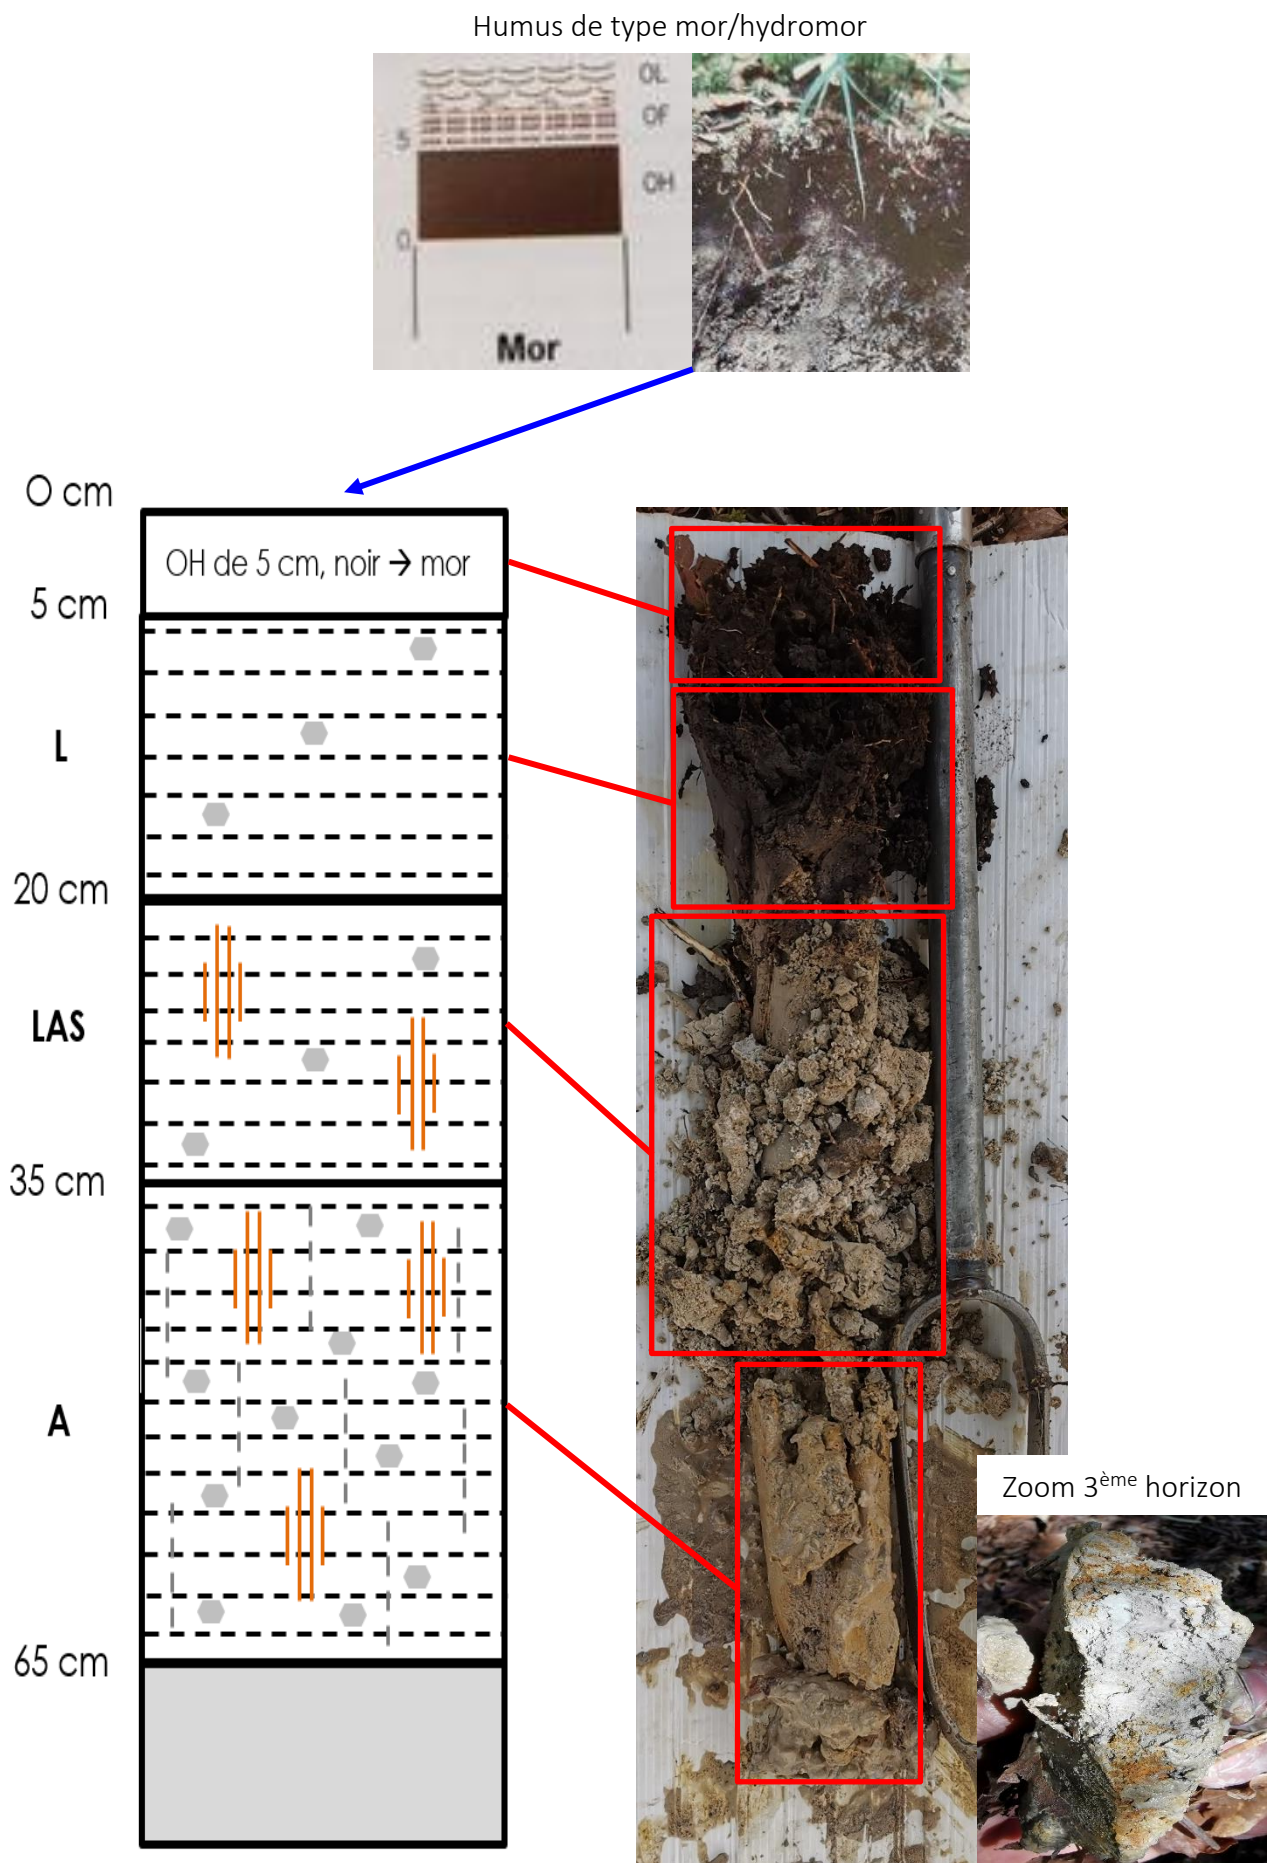 Humus de type mor/hydromor
OL
OF
5
OH
0
Mor
O cm
OH de 5 cm, noir → mor
5 cm
L
20 cm
LAS
35 cm
A
Zoom 3ème horizon
65 cm